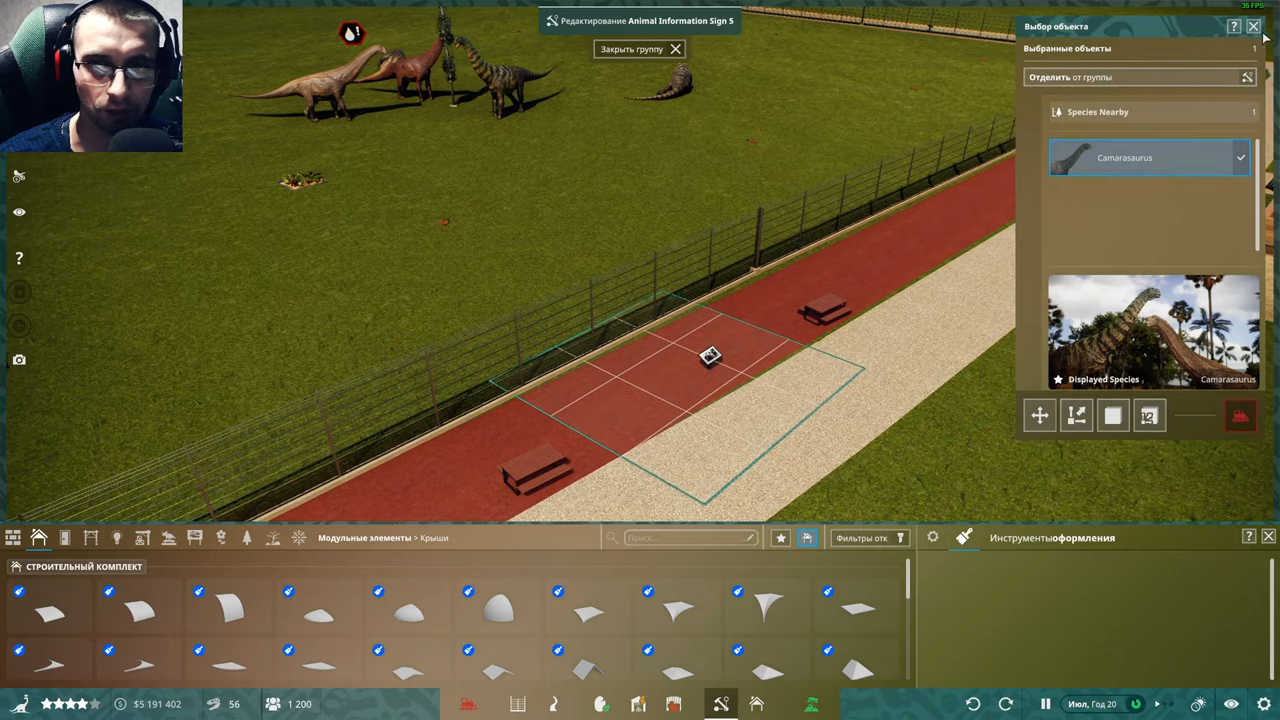 36 FPS
Редактирование Animal Information Sign 5
Закрыть группу
Выбор объекта
?
Выбранные объекты 1
Отделить от группы
Species Nearby 1
Camarasaurus
Displayed Species Camarasaurus
?
Модульные элементы > Крыши
Поиск...
Фильтры отк
Инструменты оформления
?
СТРОИТЕЛЬНЫЙ КОМПЛЕКТ
$5 191 402
56
1 200
Июл, Год 20